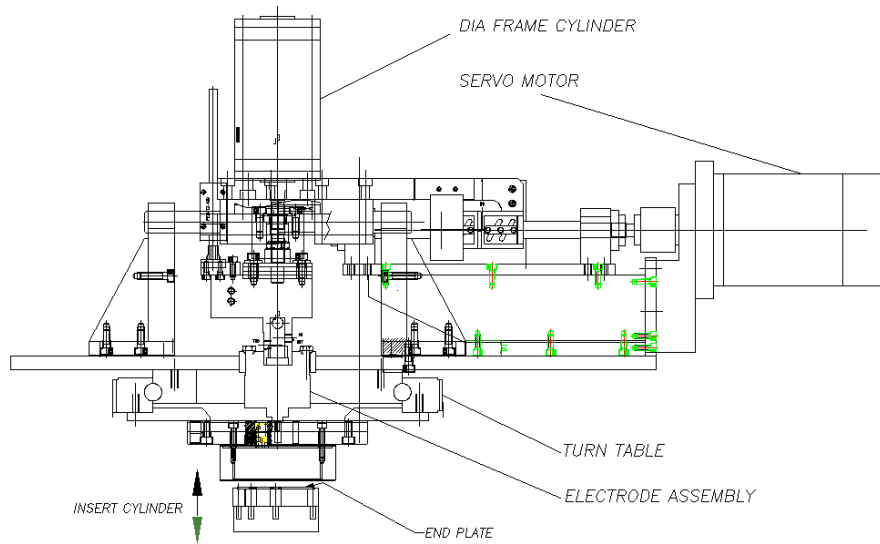 DIA FRAME CYLINDER
SERVO MOTOR
TURN TABLE
ELECTRODE ASSEMBLY
INSERT CYLINDER
END PLATE